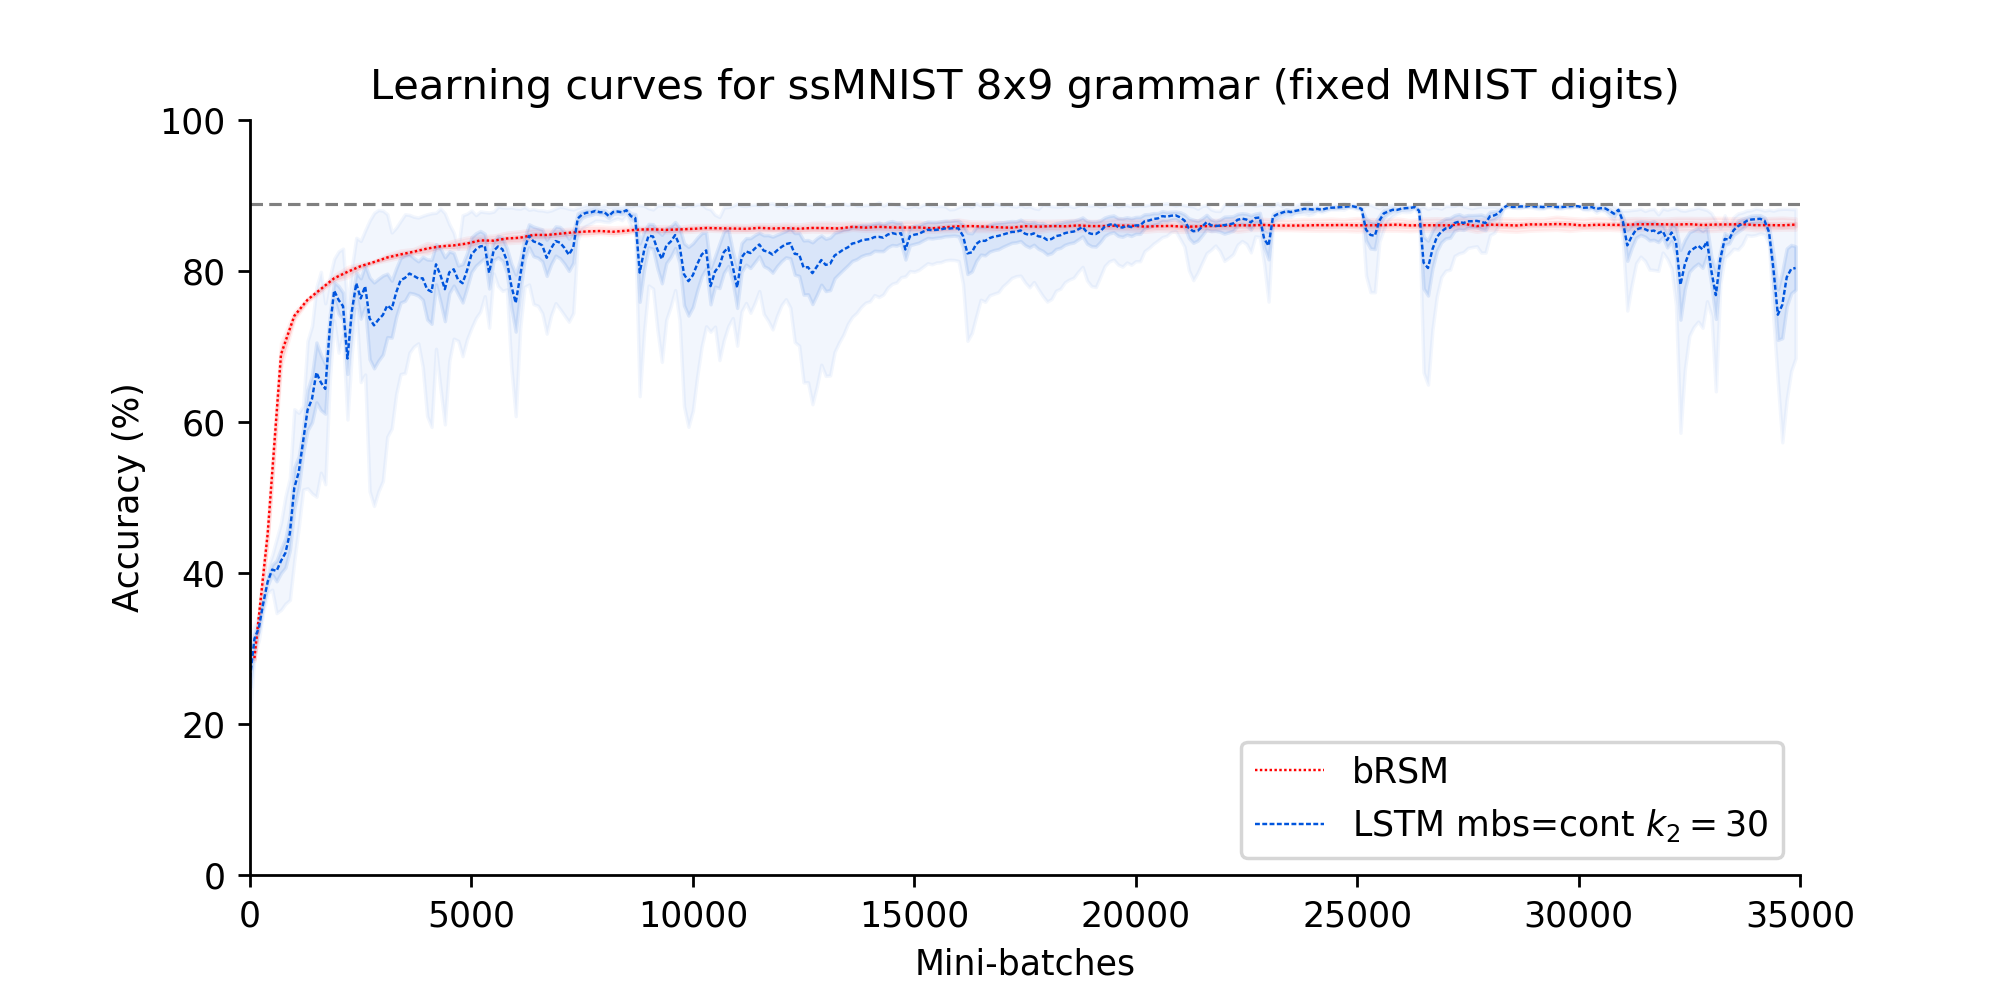 Learning curves for ssMNIST 8x9 grammar (fixed MNIST digits)
100
80
60
40
20
0
Accuracy (%)
0 5000 10000 15000 20000 25000 30000 35000
Mini-batches
bRSM
LSTM mbs=cont k₂ = 30